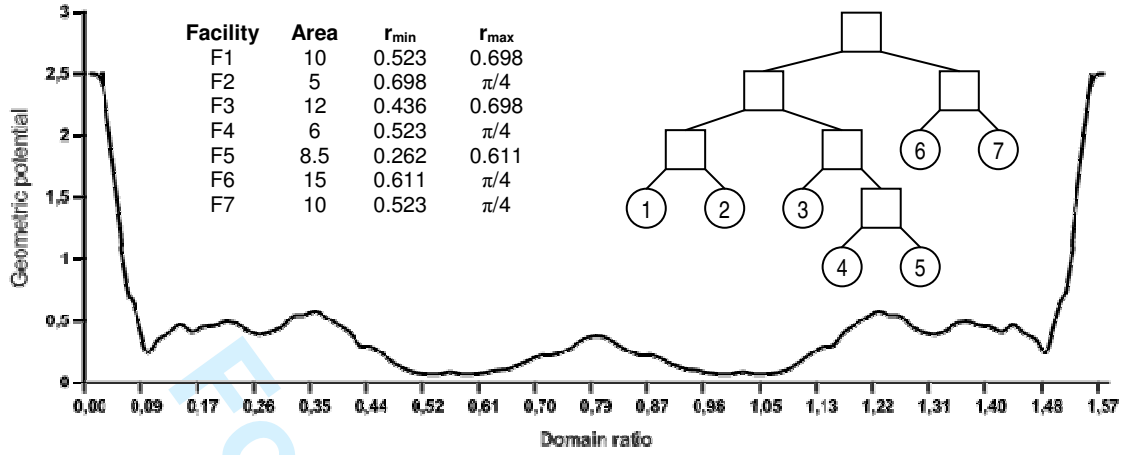 Facility Area rmin rmax
F1 10 0.523 0.698
F2 5 0.698 π/4
F3 12 0.436 0.698
F4 6 0.523 π/4
F5 8.5 0.262 0.611
F6 15 0.611 π/4
F7 10 0.523 π/4
6 7
1 2 3
4 5
Geometric potential
3
2,5
2
1,5
1
0,5
0
0,00 0,09 0,17 0,26 0,35 0,44 0,52 0,61 0,70 0,79 0,87 0,96 1,05 1,13 1,22 1,31 1,40 1,48 1,57
Domain ratio
Fo